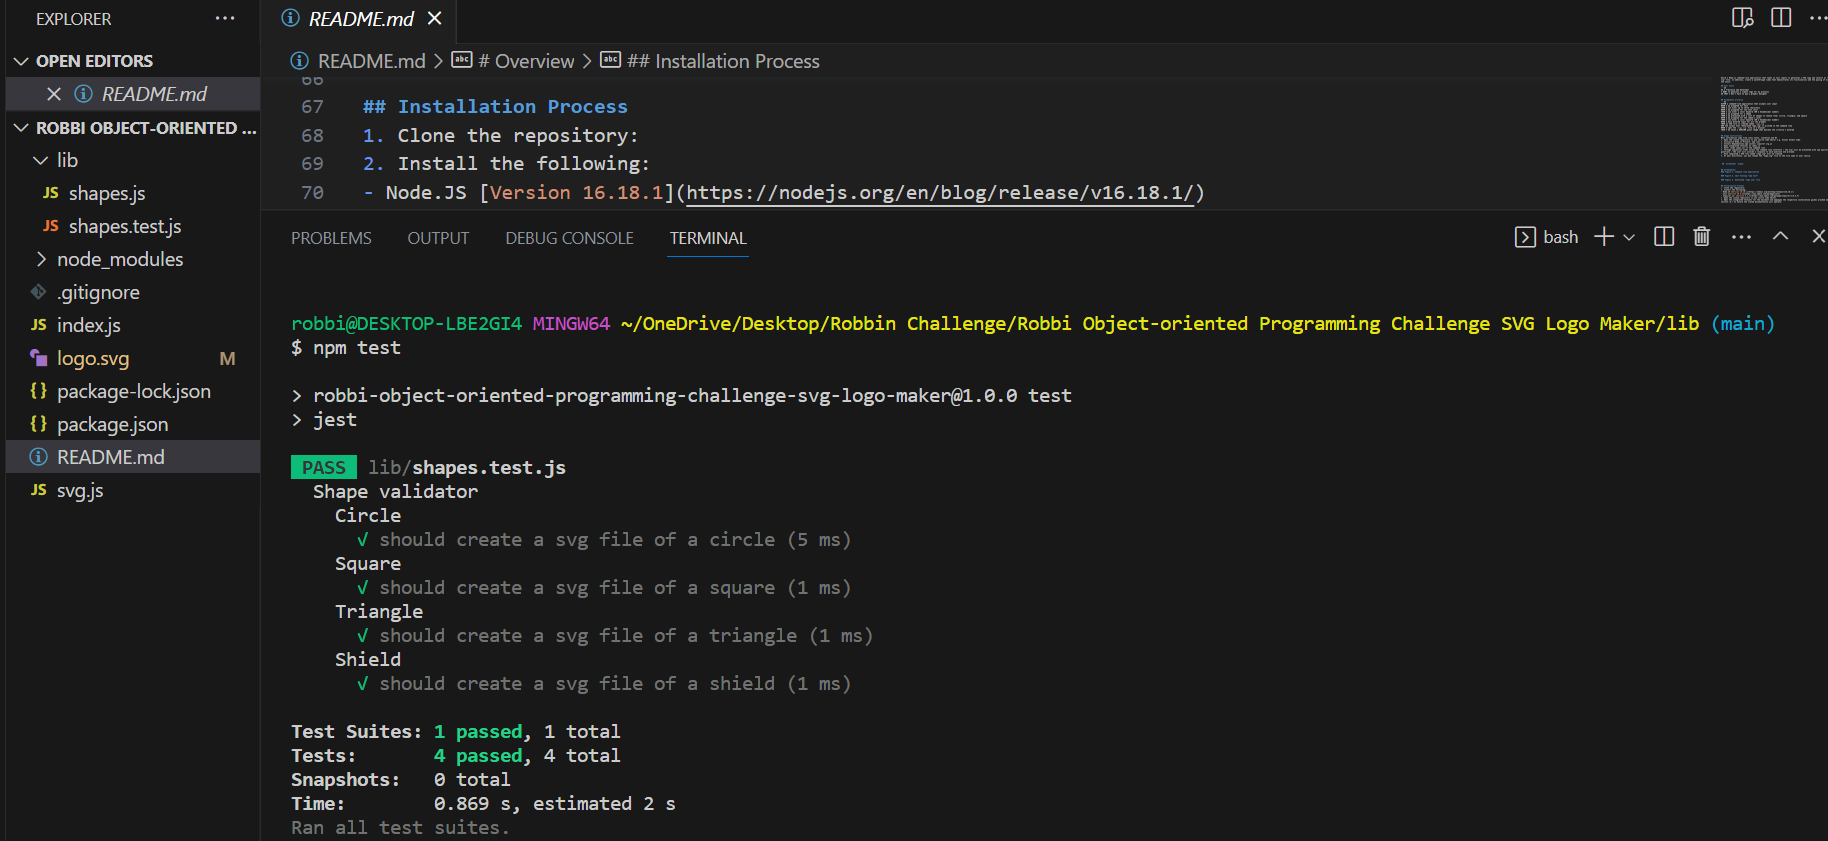 EXPLORER
OPEN EDITORS
README.md
ROBBI OBJECT-ORIENTED ...
lib
JS shapes.js
JS shapes.test.js
node_modules
.gitignore
JS index.js
logo.svg M
{} package-lock.json
{} package.json
README.md
JS svg.js
README.md
README.md > # Overview > ## Installation Process
66
67 ## Installation Process
68 1. Clone the repository:
69 2. Install the following:
70 - Node.JS [Version 16.18.1](https://nodejs.org/en/blog/release/v16.18.1/)
PROBLEMS OUTPUT DEBUG CONSOLE TERMINAL bash
robbi@DESKTOP-LBE2GI4 MINGW64 ~/OneDrive/Desktop/Robbin Challenge/Robbi Object-oriented Programming Challenge SVG Logo Maker/lib (main)
$ npm test
> robbi-object-oriented-programming-challenge-svg-logo-maker@1.0.0 test
> jest
PASS lib/shapes.test.js
Shape validator
Circle
√ should create a svg file of a circle (5 ms)
Square
√ should create a svg file of a square (1 ms)
Triangle
√ should create a svg file of a triangle (1 ms)
Shield
√ should create a svg file of a shield (1 ms)
Test Suites: 1 passed, 1 total
Tests: 4 passed, 4 total
Snapshots: 0 total
Time: 0.869 s, estimated 2 s
Ran all test suites.